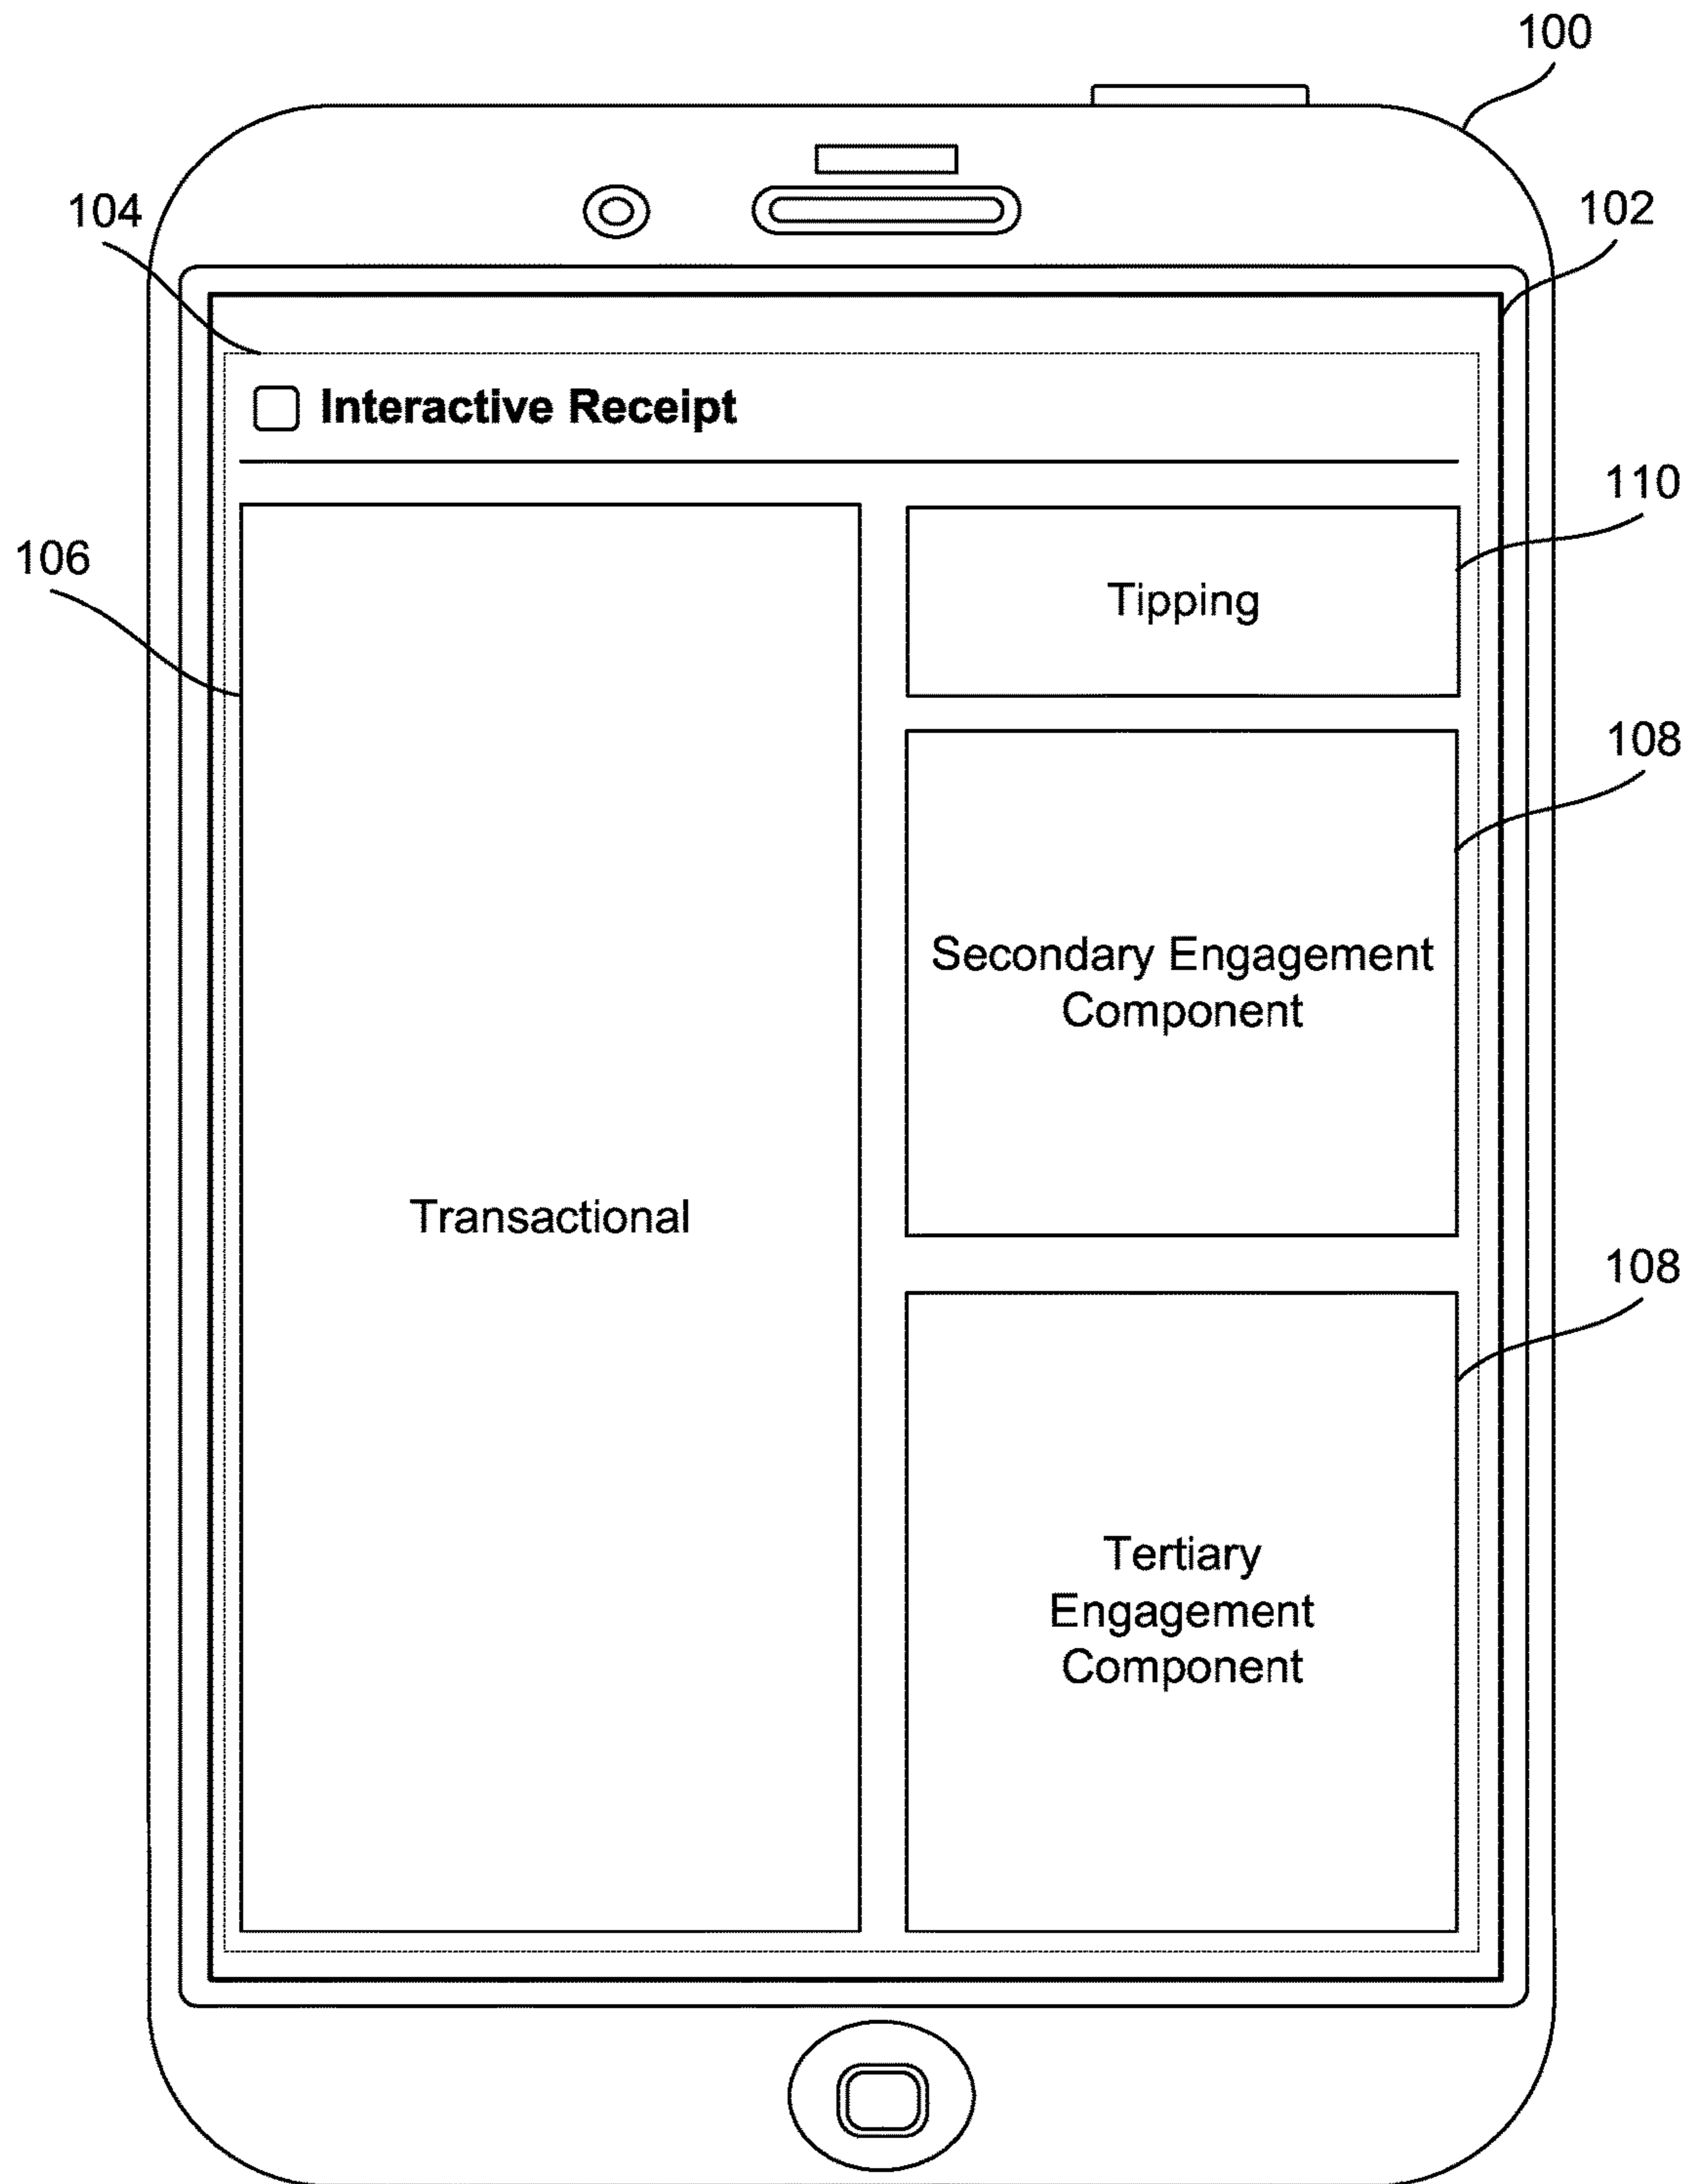 100
104
102
Interactive Receipt
110
106
Tipping
108
Secondary Engagement
Component
Transactional
108
Tertiary
Engagement
Component